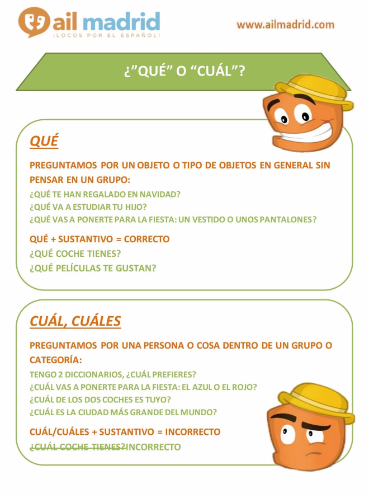 ail madrid
¡LOCOS POR EL ESPAÑOL!
www.ailmadrid.com
¿”QUÉ” O “CUÁL”?
QUÉ
PREGUNTAMOS POR UN OBJETO O TIPO DE OBJETOS EN GENERAL SIN
PENSAR EN UN GRUPO:
¿QUÉ TE HAN REGALADO EN NAVIDAD?
¿QUÉ VA A ESTUDIAR TU HIJO?
¿QUÉ VAS A PONERTE PARA LA FIESTA: UN VESTIDO O UNOS PANTALONES?
QUÉ + SUSTANTIVO = CORRECTO
¿QUÉ COCHE TIENES?
¿QUÉ PELÍCULAS TE GUSTAN?
CUÁL, CUÁLES
PREGUNTAMOS POR UNA PERSONA O COSA DENTRO DE UN GRUPO O
CATEGORÍA:
TENGO 2 DICCIONARIOS, ¿CUÁL PREFIERES?
¿CUÁL VAS A PONERTE PARA LA FIESTA: EL AZUL O EL ROJO?
¿CUÁL DE LOS DOS COCHES ES TUYO?
¿CUÁL ES LA CIUDAD MÁS GRANDE DEL MUNDO?
CUÁL/CUÁLES + SUSTANTIVO = INCORRECTO
¿CUÁL COCHE TIENES?INCORRECTO